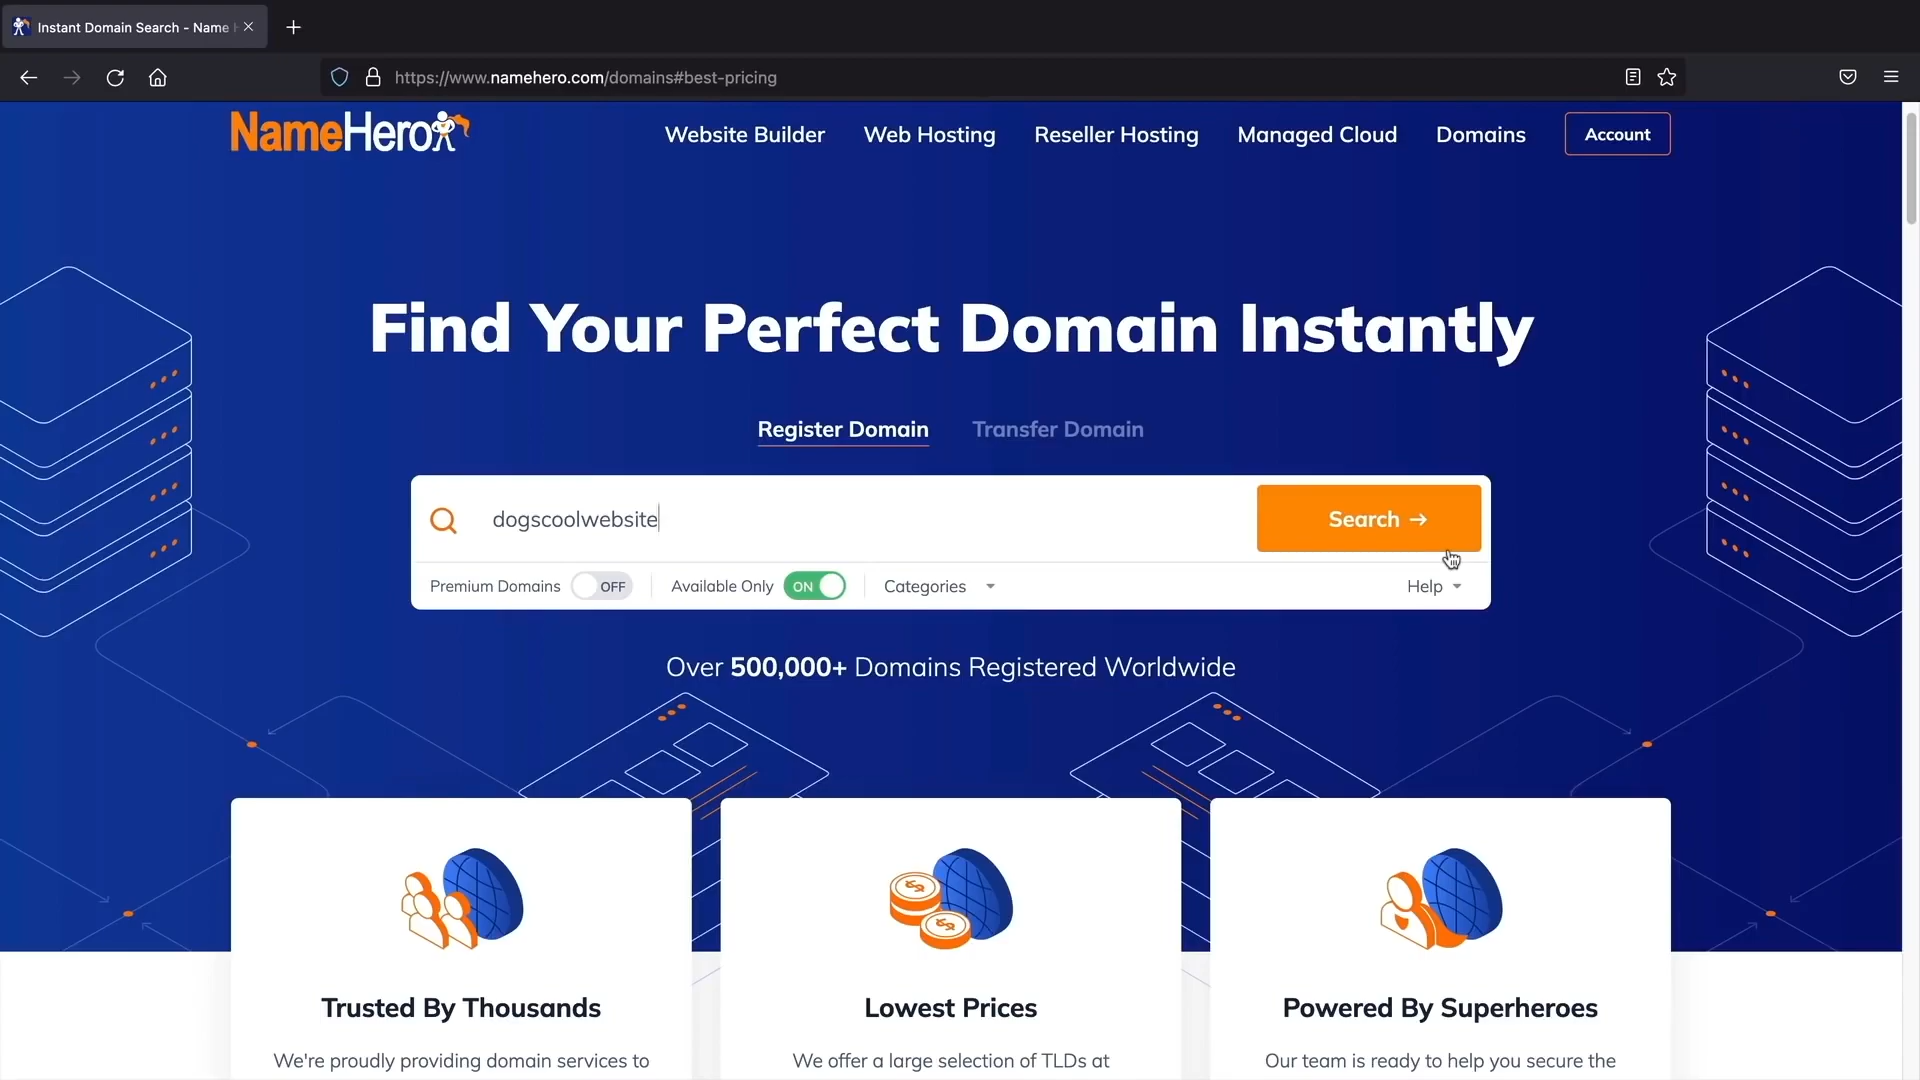 Instant Domain Search - Name
https://www.namehero.com/domains#best-pricing
NameHero
Website Builder
Web Hosting
Reseller Hosting
Managed Cloud
Domains
Account
Find Your Perfect Domain Instantly
Register Domain
Transfer Domain
dogscoolwebsite
Search →
Premium Domains OFF
Available Only ON
Categories
Help
Over 500,000+ Domains Registered Worldwide
Trusted By Thousands
We're proudly providing domain services to
Lowest Prices
We offer a large selection of TLDs at
Powered By Superheroes
Our team is ready to help you secure the